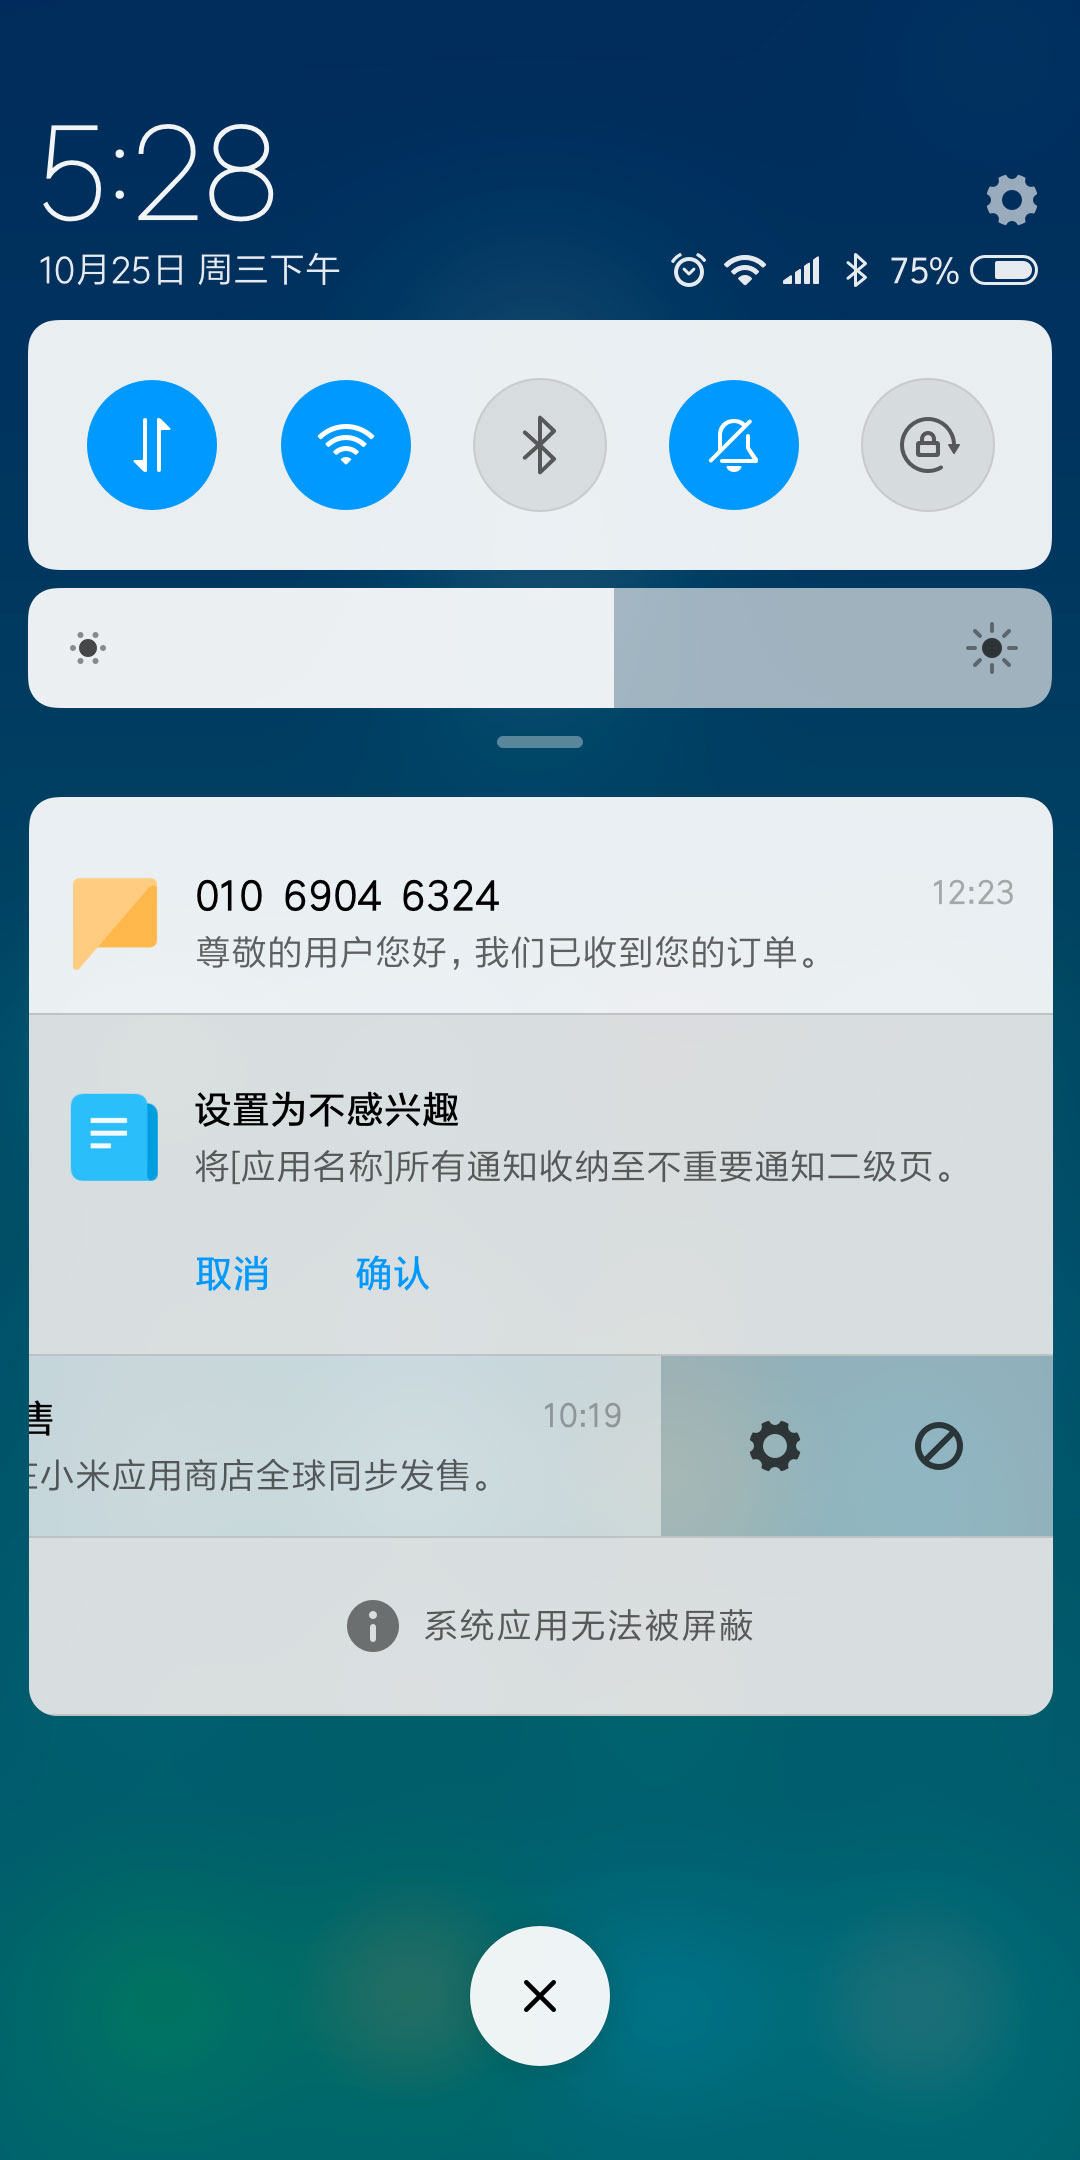 5:28
10月25日 周三下午
75%
010 6904 6324
12:23
尊敬的用户您好，我们已收到您的订单。
设置为不感兴趣
将[应用名称]所有通知收纳至不重要通知二级页。
取消 确认
售
10:19
小米应用商店全球同步发售。
系统应用无法被屏蔽